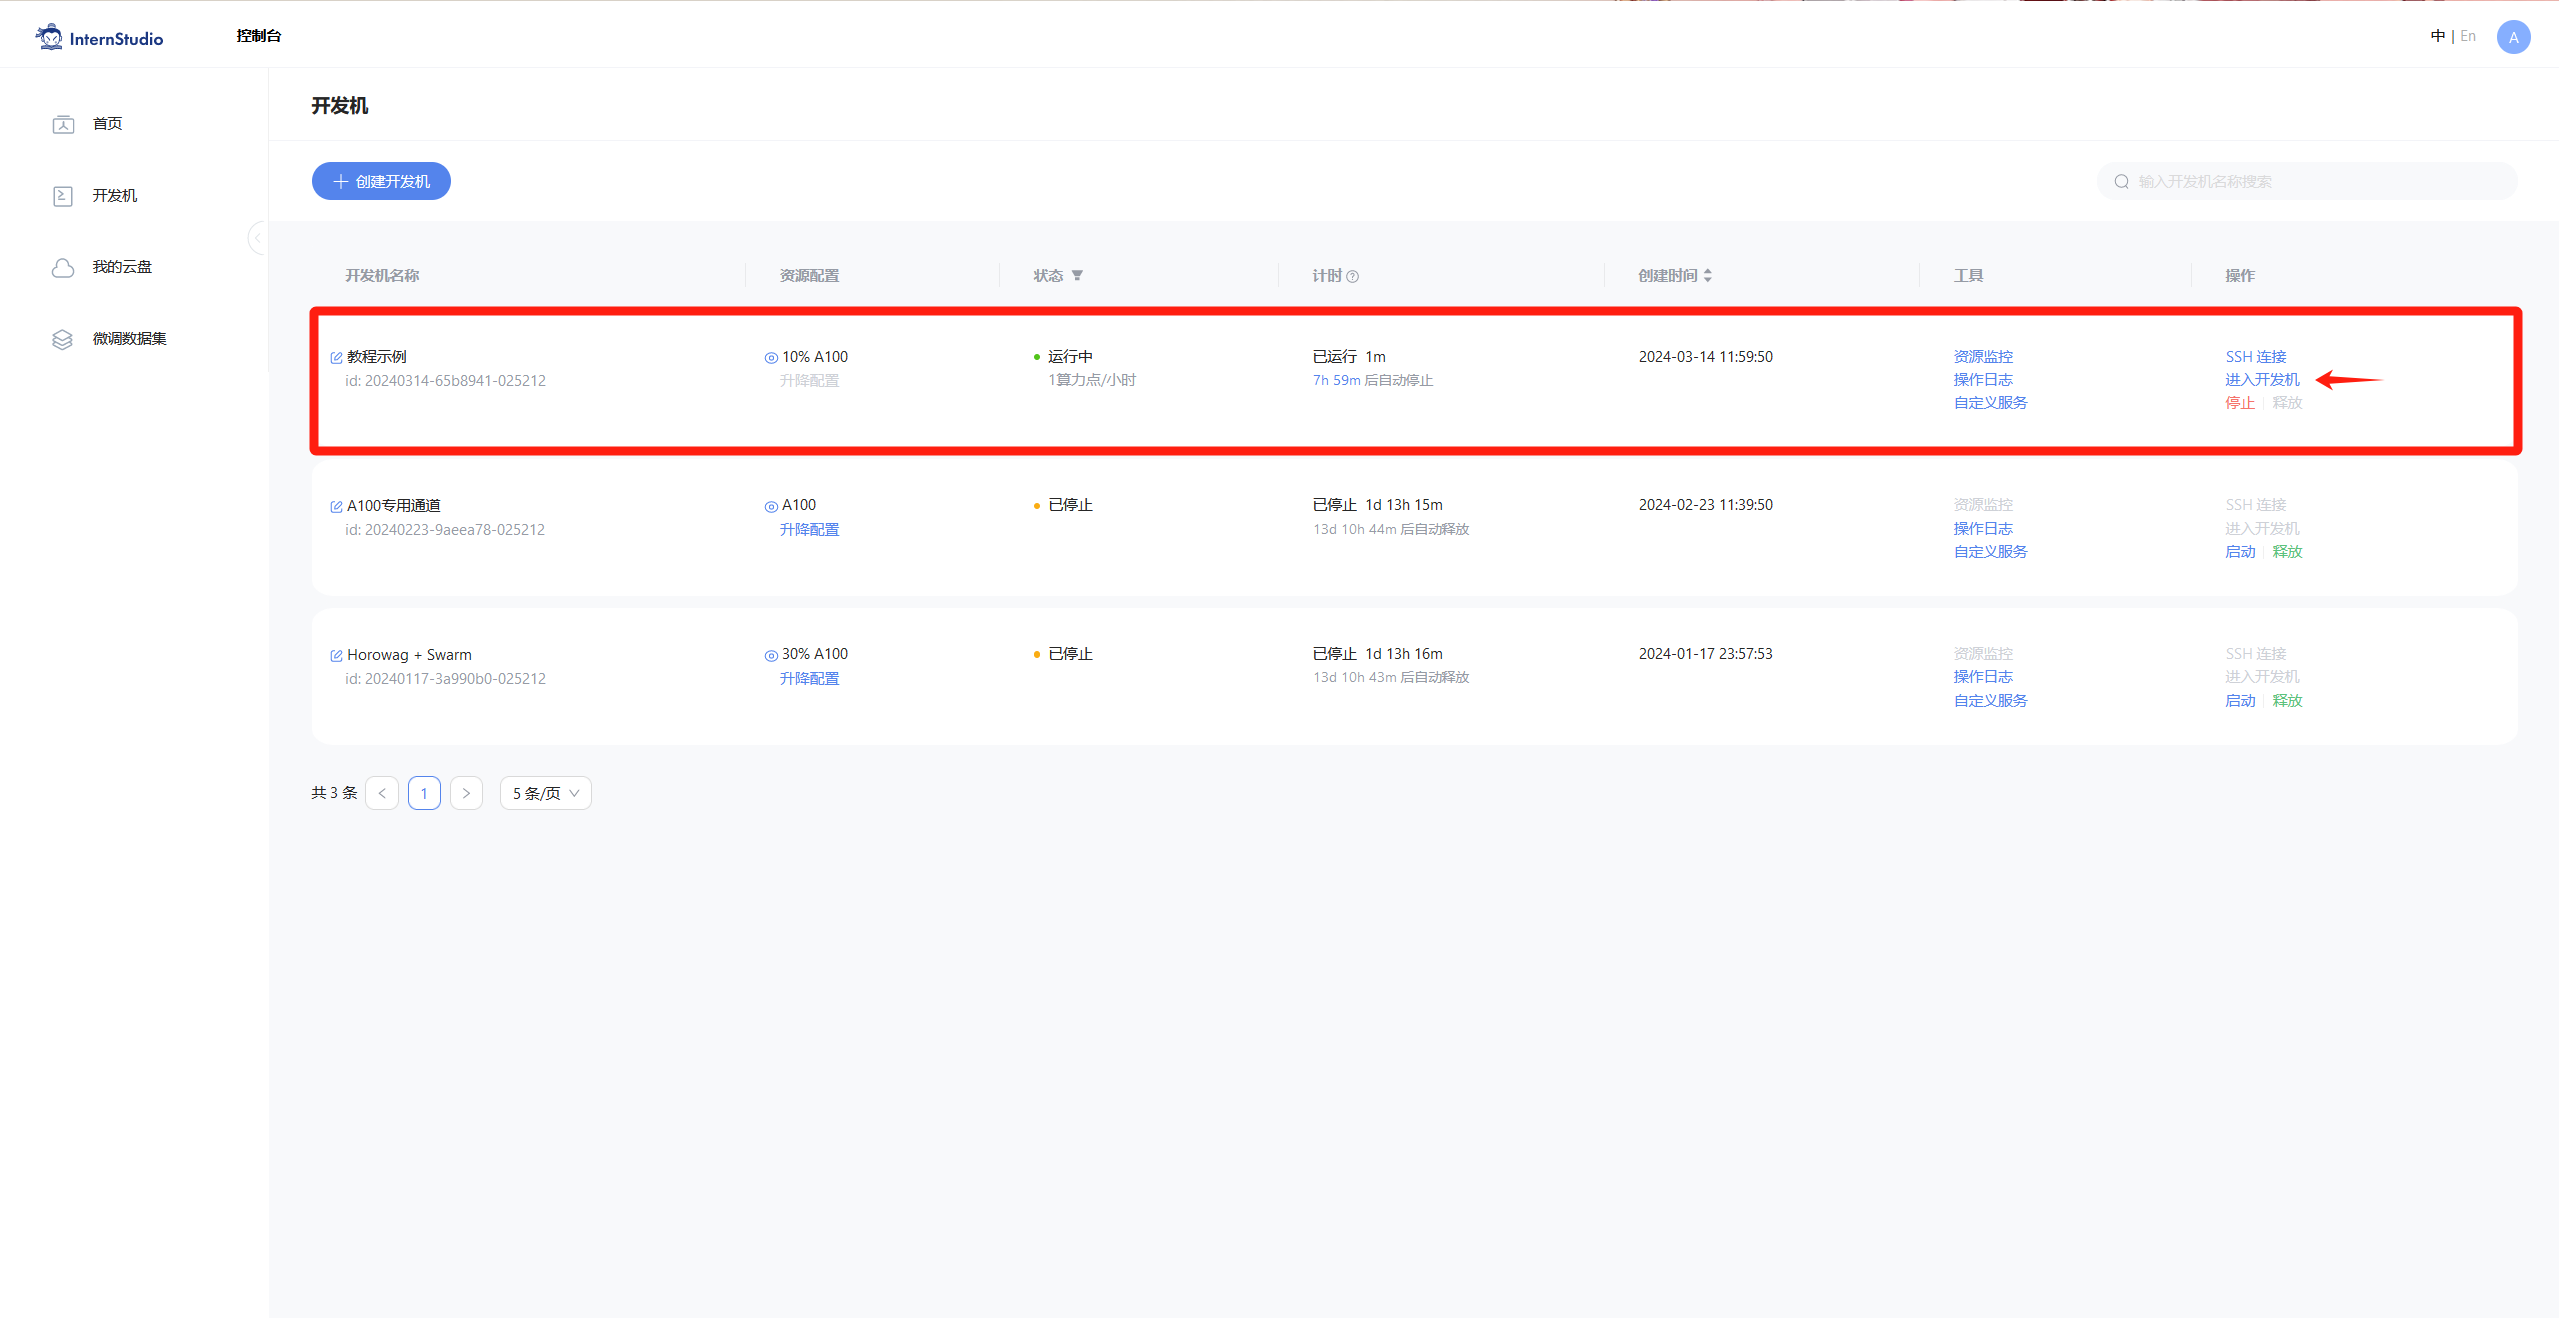 InternStudio
控制台
中 | En
A
首页
开发机
我的云盘
微调数据集
开发机
创建开发机
输入开发机名称搜索
开发机名称 资源配置 状态 计时 创建时间 工具 操作
教程示例 10% A100 运行中 已运行 1m 2024-03-14 11:59:50 资源监控 SSH 连接
id: 20240314-65b8941-025212 升降配置 1算力点/小时 7h 59m 后自动停止 操作日志 进入开发机
自定义服务 停止 释放
A100专用通道 A100 已停止 已停止 1d 13h 15m 2024-02-23 11:39:50 资源监控 SSH 连接
id: 20240223-9aeea78-025212 升降配置 13d 10h 44m 后自动释放 操作日志 进入开发机
自定义服务 启动 释放
Horowag + Swarm 30% A100 已停止 已停止 1d 13h 16m 2024-01-17 23:57:53 资源监控 SSH 连接
id: 20240117-3a990b0-025212 升降配置 13d 10h 43m 后自动释放 操作日志 进入开发机
自定义服务 启动 释放
共 3 条 < 1 > 5 条/页